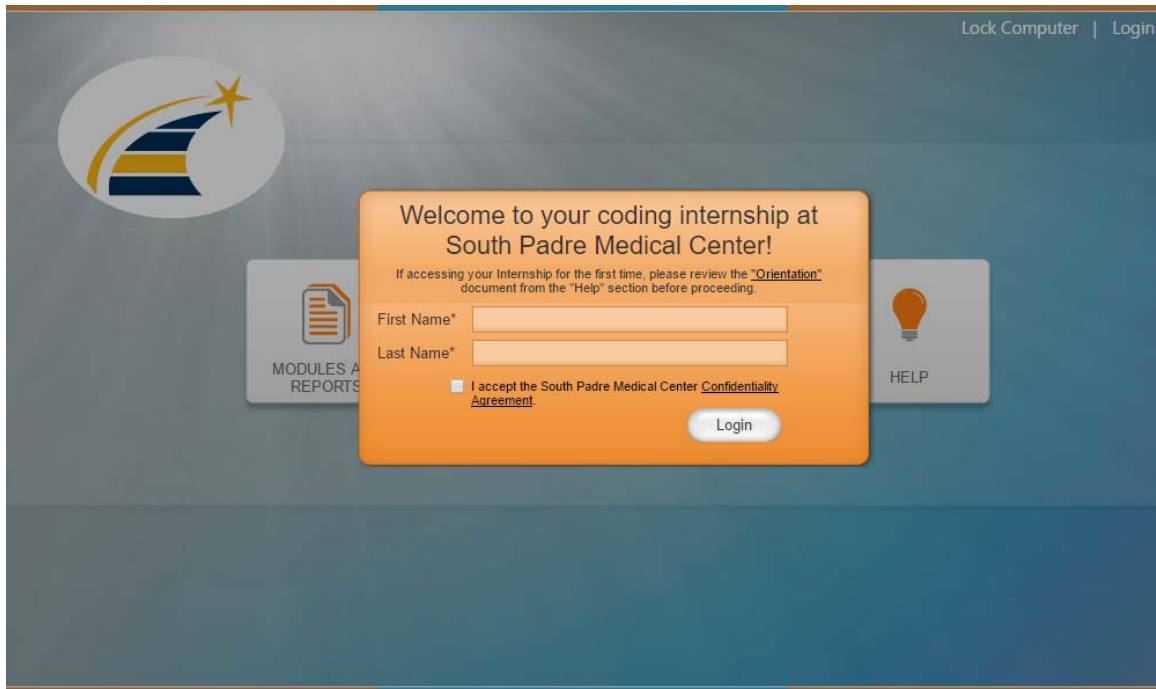 Lock Computer | Login
Welcome to your coding internship at
South Padre Medical Center!
If accessing your Internship for the first time, please review the "Orientation"
document from the "Help" section before proceeding.
First Name*
Last Name*
I accept the South Padre Medical Center Confidentiality
Agreement.
Login
MODULES A
REPORTS
HELP